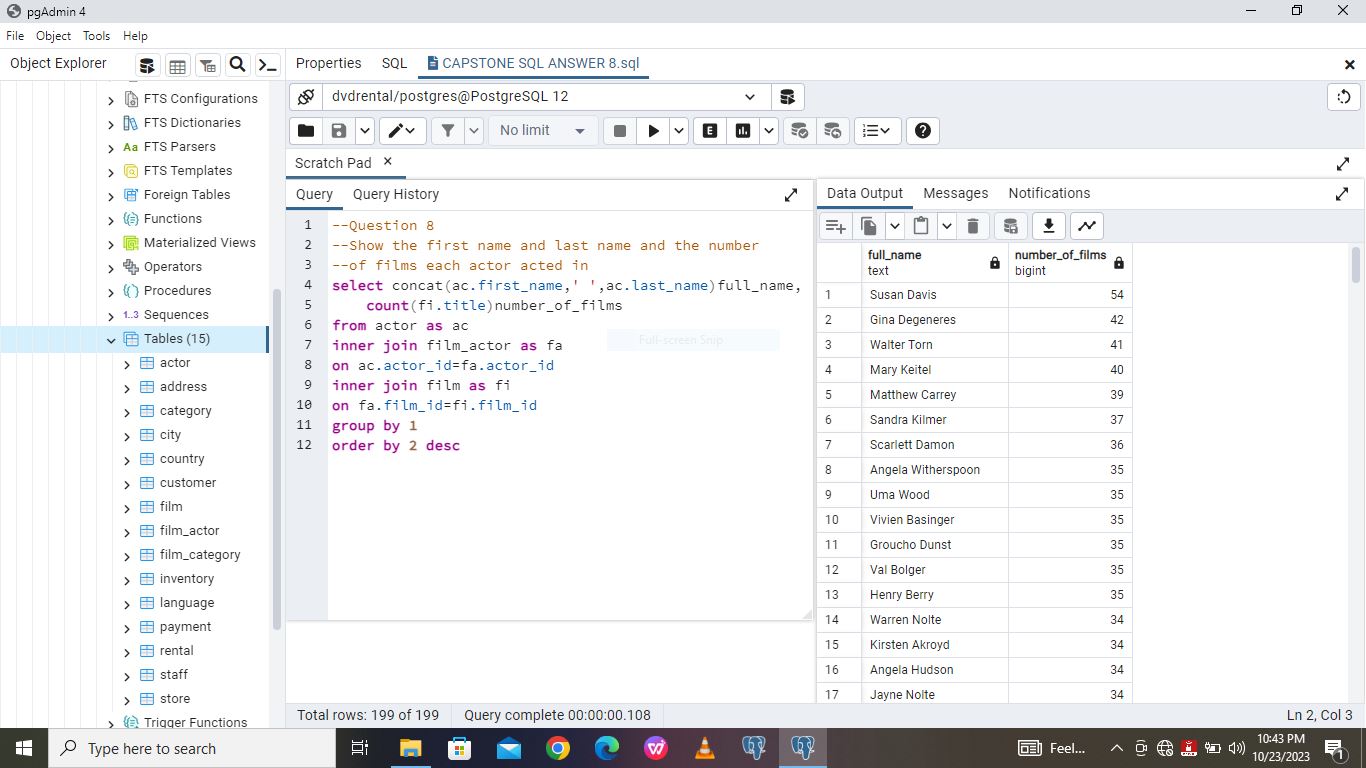 pgAdmin 4
File Object Tools Help
Object Explorer
Properties SQL CAPSTONE SQL ANSWER 8.sql
FTS Configurations
FTS Dictionaries
Aa FTS Parsers
FTS Templates
Foreign Tables
Functions
Materialized Views
Operators
Procedures
1..3 Sequences
Tables (15)
actor
address
category
city
country
customer
film
film_actor
film_category
inventory
language
payment
rental
staff
store
Trigger Functions
dvdrental/postgres@PostgreSQL 12
No limit
E
Scratch Pad
Query Query History
1 --Question 8
2 --Show the first name and last name and the number
3 --of films each actor acted in
4 select concat(ac.first_name,' ',ac.last_name)full_name,
5 count(fi.title)number_of_films
6 from actor as ac
7 inner join film_actor as fa
8 on ac.actor_id=fa.actor_id
9 inner join film as fi
10 on fa.film_id=fi.film_id
11 group by 1
12 order by 2 desc
Full-screen Snip
Data Output Messages Notifications
full_name number_of_films
text bigint
1 Susan Davis 54
2 Gina Degeneres 42
3 Walter Torn 41
4 Mary Keitel 40
5 Matthew Carrey 39
6 Sandra Kilmer 37
7 Scarlett Damon 36
8 Angela Witherspoon 35
9 Uma Wood 35
10 Vivien Basinger 35
11 Groucho Dunst 35
12 Val Bolger 35
13 Henry Berry 35
14 Warren Nolte 34
15 Kirsten Akroyd 34
16 Angela Hudson 34
17 Jayne Nolte 34
Total rows: 199 of 199 Query complete 00:00:00.108 Ln 2, Col 3
Type here to search
Feel...
10:43 PM
10/23/2023
1